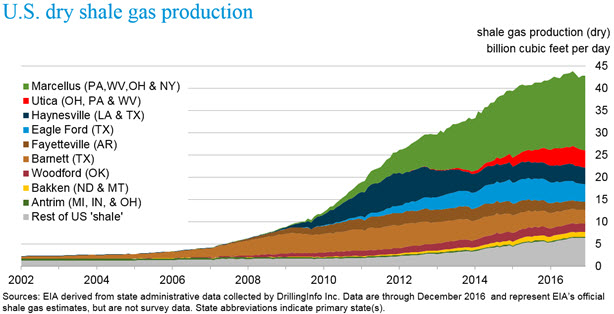 U.S. dry shale gas production
shale gas production (dry)
billion cubic feet per day
Marcellus (PA,WV,OH & NY)
Utica (OH, PA & WV)
Haynesville (LA & TX)
Eagle Ford (TX)
Fayetteville (AR)
Barnett (TX)
Woodford (OK)
Bakken (ND & MT)
Antrim (MI, IN, & OH)
Rest of US 'shale'
45
40
35
30
25
20
15
10
5
0
2002 2004 2006 2008 2010 2012 2014 2016
Sources: EIA derived from state administrative data collected by DrillingInfo Inc. Data are through December 2016 and represent EIA's official
shale gas estimates, but are not survey data. State abbreviations indicate primary state(s).